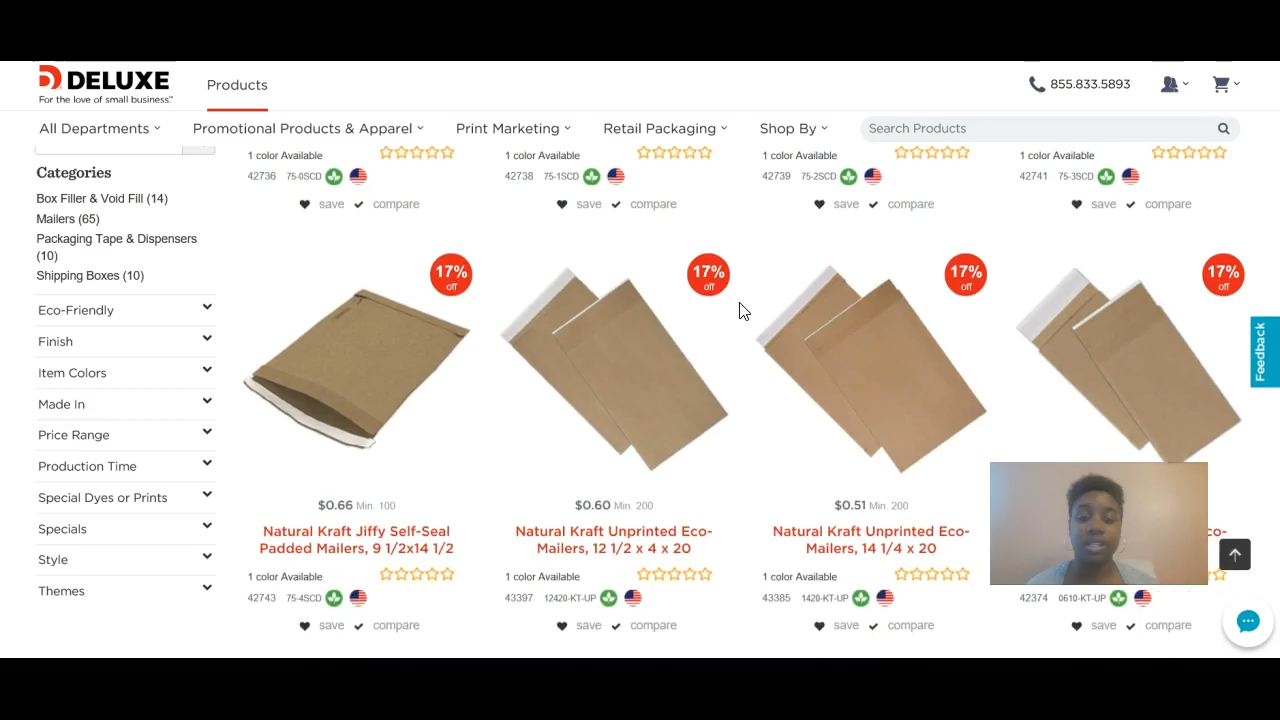 DELUXE
For the love of small business.™
Products
855.833.5893
All Departments
Promotional Products & Apparel
Print Marketing
Retail Packaging
Shop By
Search Products
Categories
Box Filler & Void Fill (14)
Mailers (65)
Packaging Tape & Dispensers
(10)
Shipping Boxes (10)
Eco-Friendly
Finish
Item Colors
Made In
Price Range
Production Time
Special Dyes or Prints
Specials
Style
Themes
1 color Available
42736 75-0SCD
save compare
1 color Available
42738 75-1SCD
save compare
1 color Available
42739 75-2SCD
save compare
1 color Available
42741 75-3SCD
save compare
17%
off
$0.66 Min. 100
Natural Kraft Jiffy Self-Seal
Padded Mailers, 9 1/2x14 1/2
1 color Available
42743 75-4SCD
save compare
17%
off
$0.60 Min. 200
Natural Kraft Unprinted Eco-
Mailers, 12 1/2 x 4 x 20
1 color Available
43397 12420-KT-UP
save compare
17%
off
$0.51 Min. 200
Natural Kraft Unprinted Eco-
Mailers, 14 1/4 x 20
1 color Available
43385 1420-KT-UP
save compare
17%
off
co-
42374 0610-KT-UP
save compare
Feedback